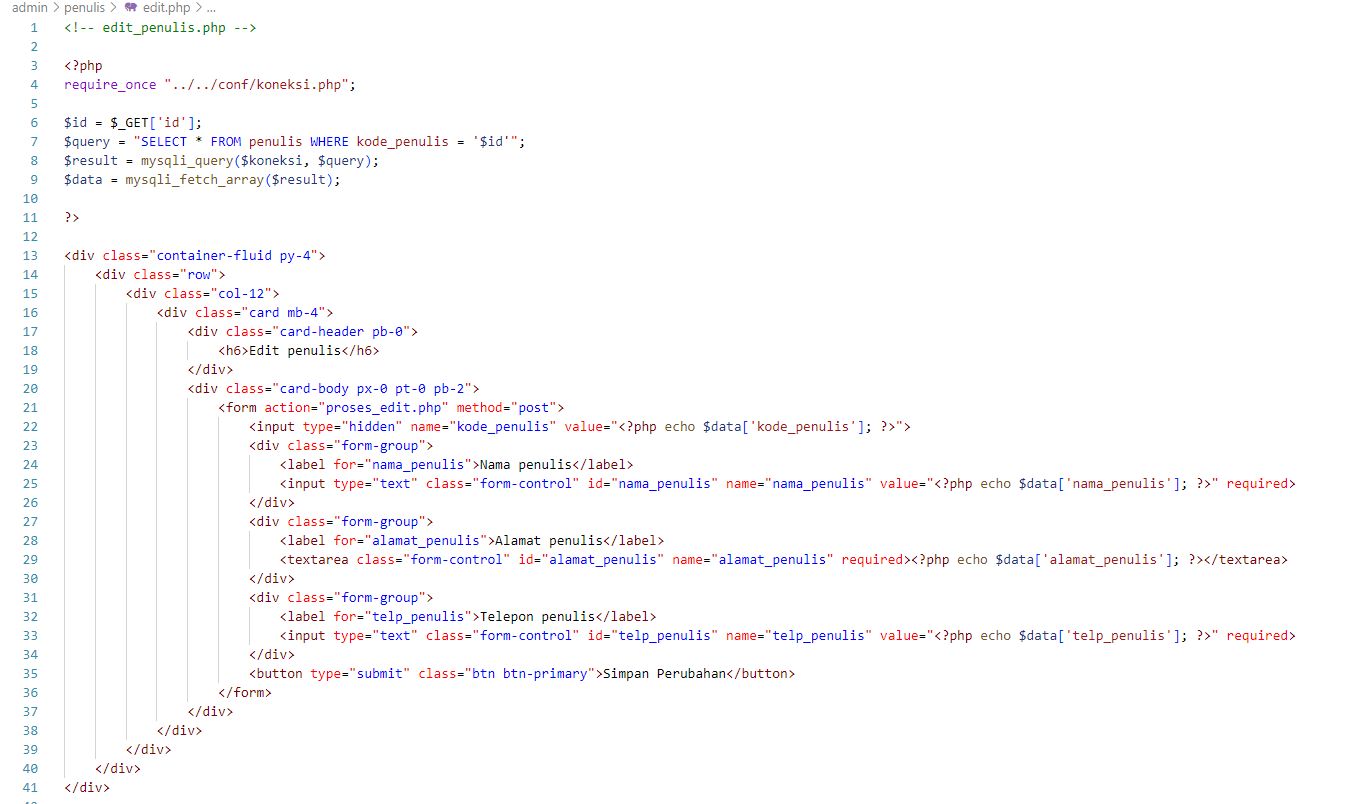 admin > penulis > edit.php > ...
1 <!-- edit_penulis.php -->
2
3 <?php
4 require_once "../../conf/koneksi.php";
5
6 $id = $_GET['id'];
7 $query = "SELECT * FROM penulis WHERE kode_penulis = '$id'";
8 $result = mysqli_query($koneksi, $query);
9 $data = mysqli_fetch_array($result);
10
11 ?>
12
13 <div class="container-fluid py-4">
14     <div class="row">
15         <div class="col-12">
16             <div class="card mb-4">
17                 <div class="card-header pb-0">
18                     <h6>Edit penulis</h6>
19                 </div>
20                 <div class="card-body px-0 pt-0 pb-2">
21                     <form action="proses_edit.php" method="post">
22                         <input type="hidden" name="kode_penulis" value="<?php echo $data['kode_penulis']; ?>">
23                         <div class="form-group">
24                             <label for="nama_penulis">Nama penulis</label>
25                             <input type="text" class="form-control" id="nama_penulis" name="nama_penulis" value="<?php echo $data['nama_penulis']; ?>" required>
26                         </div>
27                         <div class="form-group">
28                             <label for="alamat_penulis">Alamat penulis</label>
29                             <textarea class="form-control" id="alamat_penulis" name="alamat_penulis" required><?php echo $data['alamat_penulis']; ?></textarea>
30                         </div>
31                         <div class="form-group">
32                             <label for="telp_penulis">Telepon penulis</label>
33                             <input type="text" class="form-control" id="telp_penulis" name="telp_penulis" value="<?php echo $data['telp_penulis']; ?>" required>
34                         </div>
35                         <button type="submit" class="btn btn-primary">Simpan Perubahan</button>
36                     </form>
37                 </div>
38             </div>
39         </div>
40     </div>
41 </div>